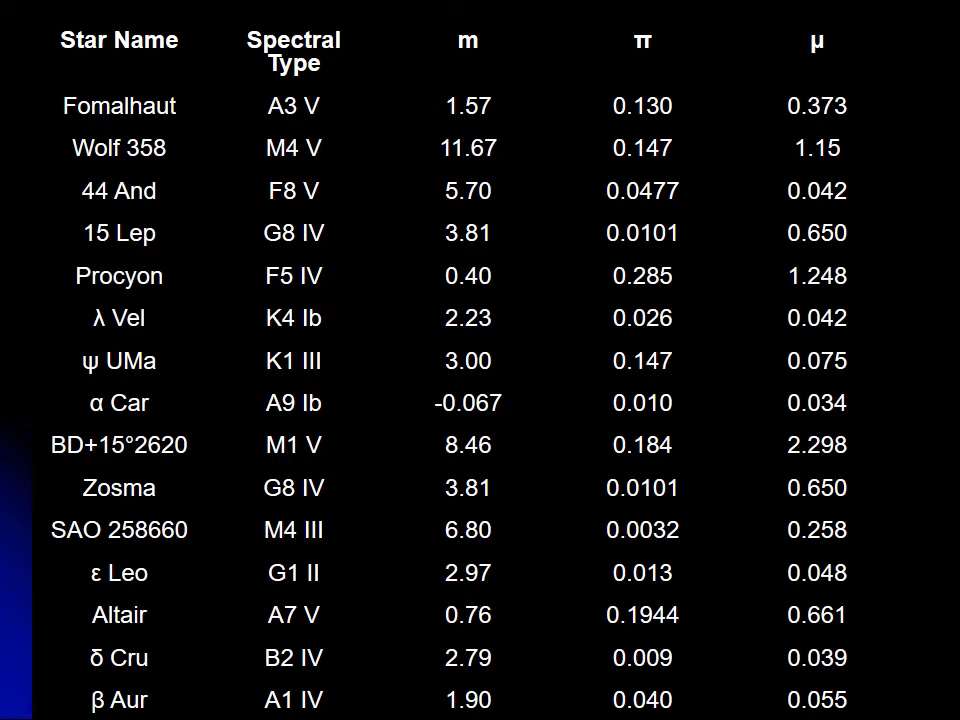 Star Name Spectral Type m π μ
Fomalhaut A3 V 1.57 0.130 0.373
Wolf 358 M4 V 11.67 0.147 1.15
44 And F8 V 5.70 0.0477 0.042
15 Lep G8 IV 3.81 0.0101 0.650
Procyon F5 IV 0.40 0.285 1.248
λ Vel K4 Ib 2.23 0.026 0.042
ψ UMa K1 III 3.00 0.147 0.075
α Car A9 Ib -0.067 0.010 0.034
BD+15°2620 M1 V 8.46 0.184 2.298
Zosma G8 IV 3.81 0.0101 0.650
SAO 258660 M4 III 6.80 0.0032 0.258
ε Leo G1 II 2.97 0.013 0.048
Altair A7 V 0.76 0.1944 0.661
δ Cru B2 IV 2.79 0.009 0.039
β Aur A1 IV 1.90 0.040 0.055